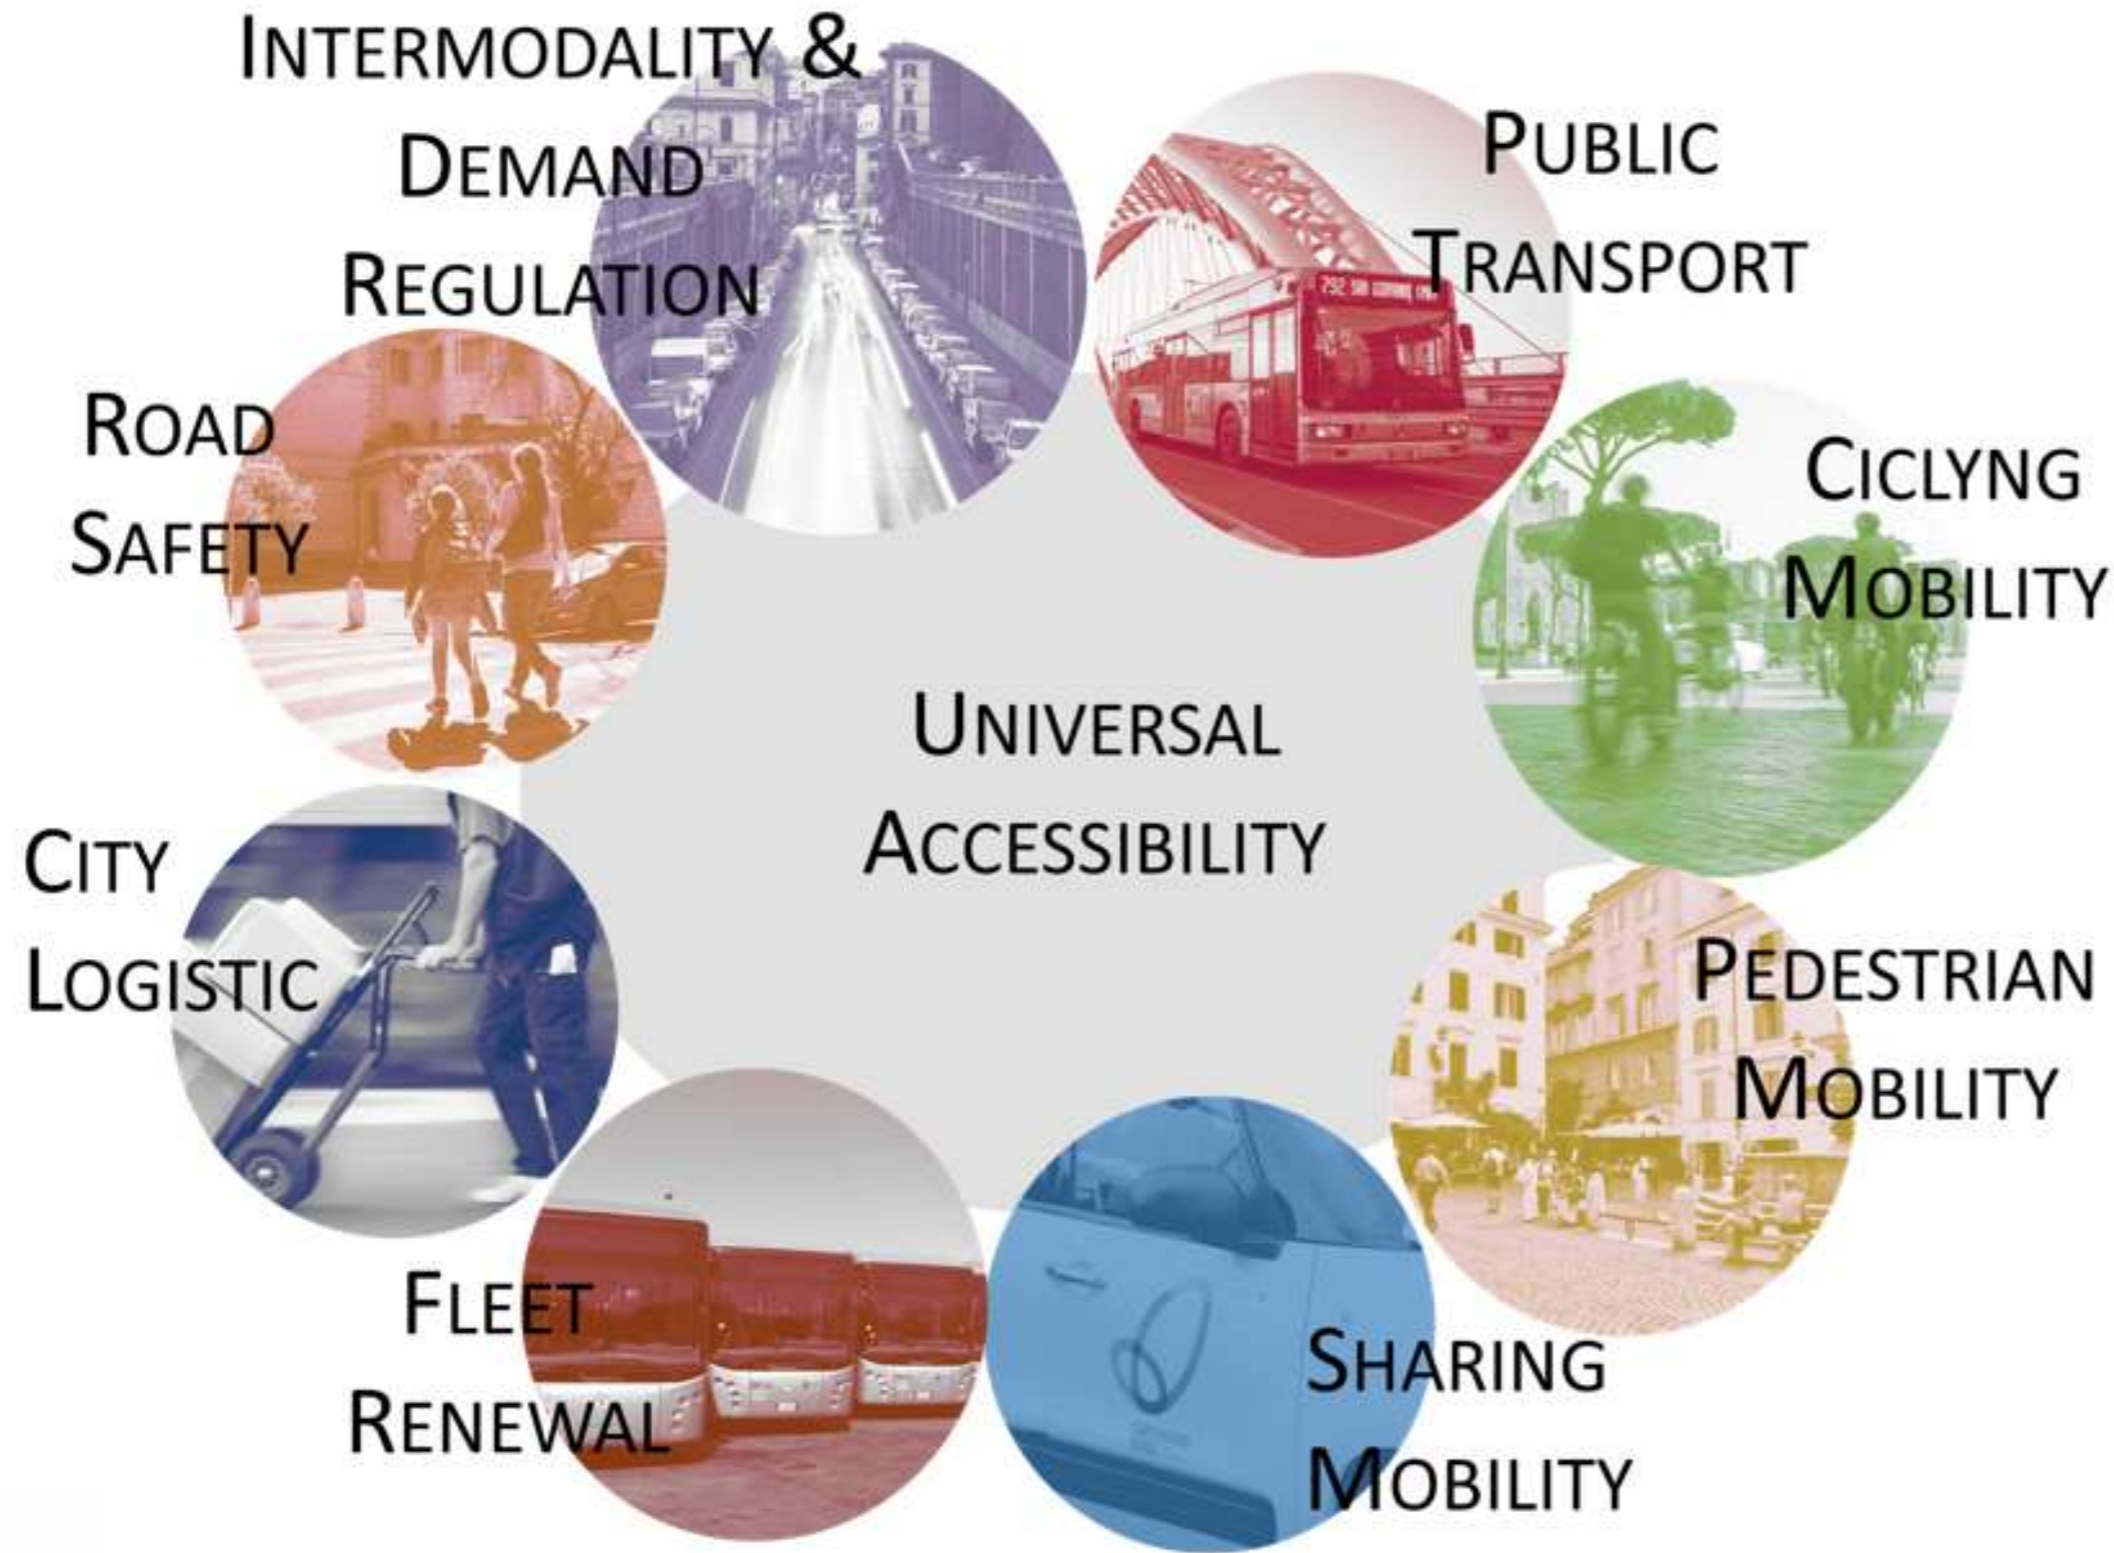 INTERMODALITY &
DEMAND
REGULATION
PUBLIC
TRANSPORT
792
ROAD
SAFETY
CICLYNG
MOBILITY
UNIVERSAL
ACCESSIBILITY
CITY
LOGISTIC
PEDESTRIAN
MOBILITY
FLEET
RENEWAL
SHARING
MOBILITY